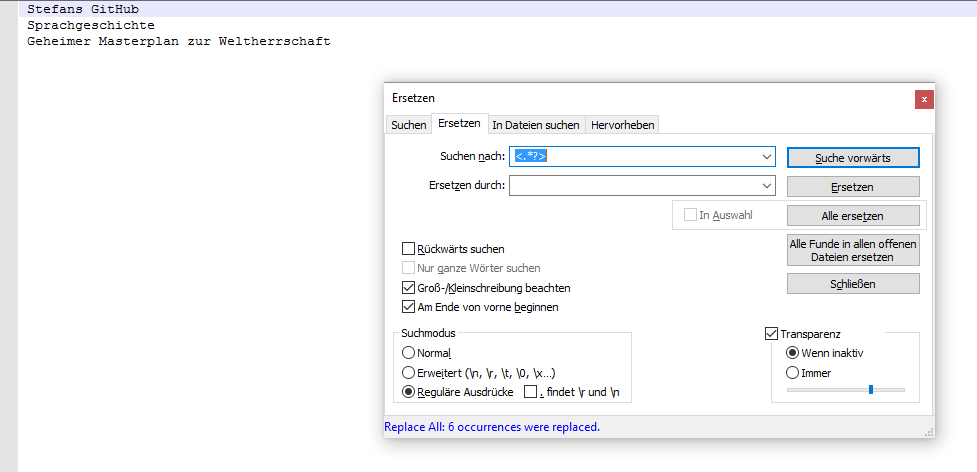 Stefans GitHub
Sprachgeschichte
Geheimer Masterplan zur Weltherrschaft
Ersetzen
x
Suchen Ersetzen In Dateien suchen Hervorheben
Suchen nach: <.*?> Suche vorwärts
Ersetzen durch: Ersetzen
In Auswahl Alle ersetzen
Alle Funde in allen offenen
Dateien ersetzen
Rückwärts suchen
Nur ganze Wörter suchen
Schließen
Groß-/Kleinschreibung beachten
Am Ende von vorne beginnen
Suchmodus
Normal
Erweitert (\n, \r, \t, \0, \x...)
Reguläre Ausdrücke . findet \r und \n
Transparenz
Wenn inaktiv
Immer
Replace All: 6 occurrences were replaced.